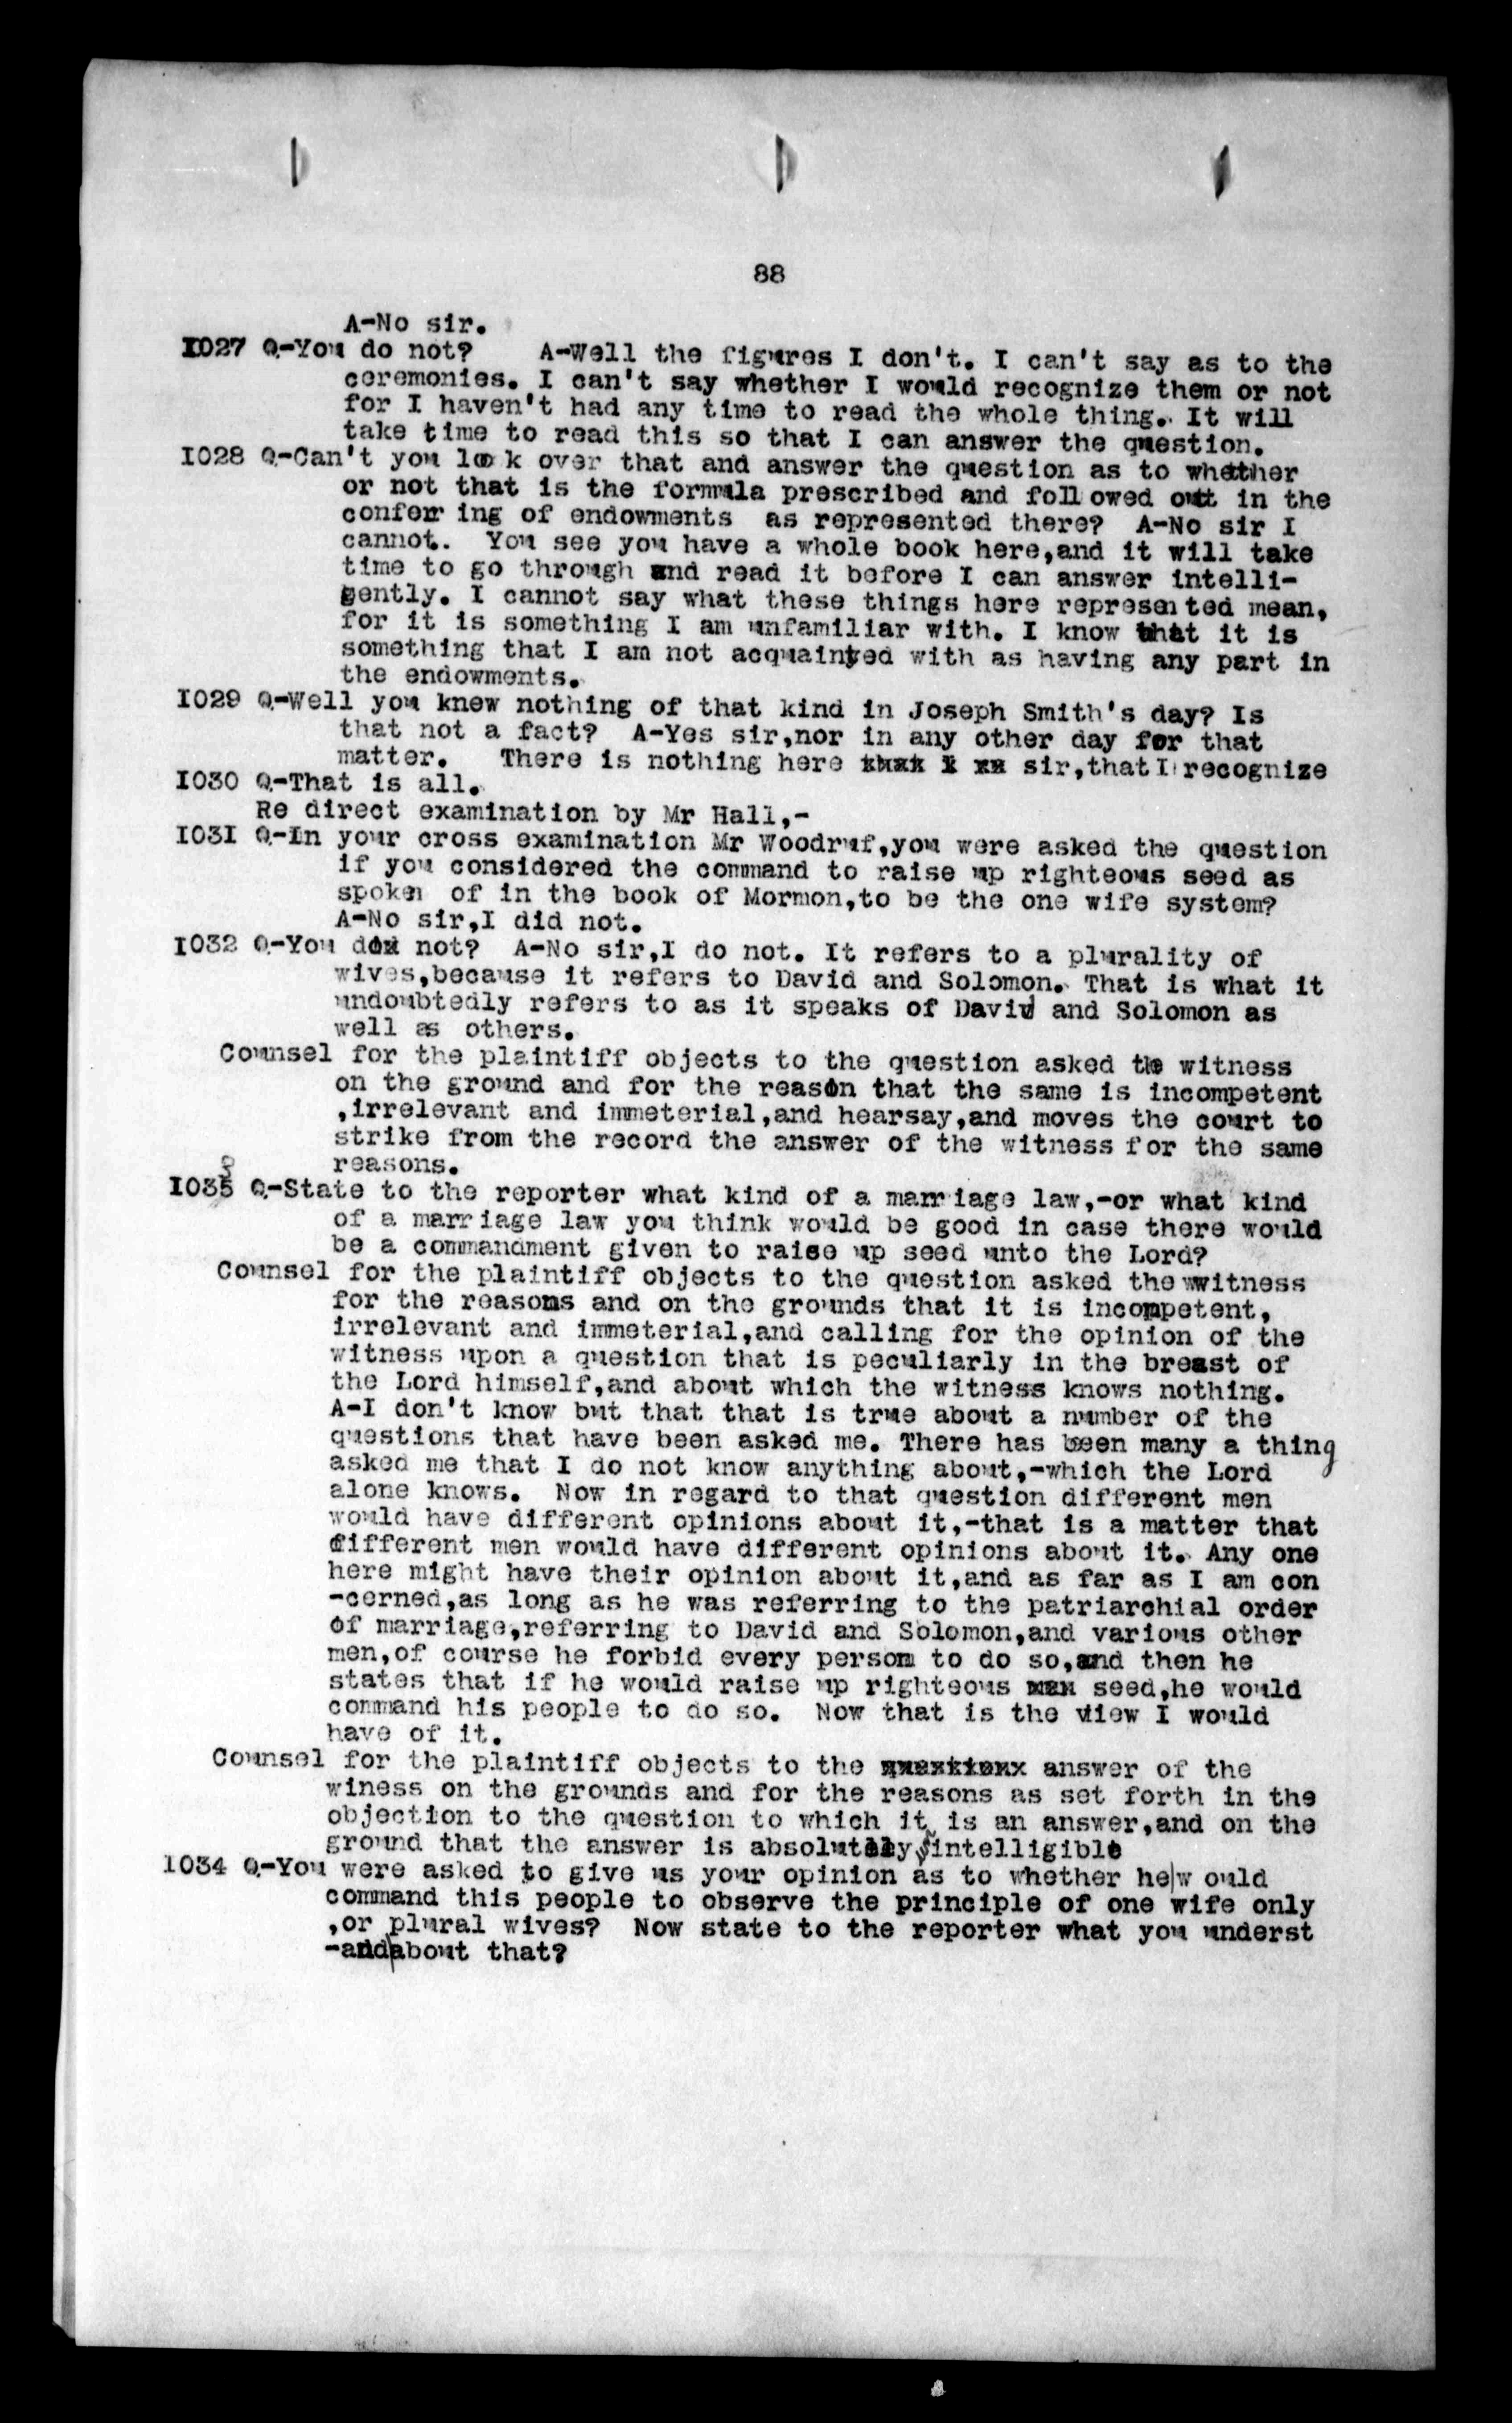 88
A-No sir.
1027 Q-You do not? A-Well the figures I don't. I can't say as to the
ceremonies. I can't say whether I would recognize them or not
for I haven't had any time to read the whole thing. It will
take time to read this so that I can answer the question.
1028 Q-Can't you look over that and answer the question as to whether
or not that is the formula prescribed and followed out in the
conferring of endowments as represented there? A-No sir I
cannot. You see you have a whole book here,and it will take
time to go through and read it before I can answer intelli-
gently. I cannot say what these things here represented mean,
for it is something I am unfamiliar with. I know that it is
something that I am not acquainted with as having any part in
the endowments.
1029 Q-Well you knew nothing of that kind in Joseph Smith's day? Is
that not a fact? A-Yes sir,nor in any other day for that
matter. There is nothing here sir,that I recognize
1030 Q-That is all.
Re direct examination by Mr Hall,-
1031 Q-In your cross examination Mr Woodruf,you were asked the question
if you considered the command to raise up righteous seed as
spoken of in the book of Mormon,to be the one wife system?
A-No sir,I did not.
1032 Q-You do not? A-No sir,I do not. It refers to a plurality of
wives,because it refers to David and Solomon. That is what it
undoubtedly refers to as it speaks of David and Solomon as
well as others.
Counsel for the plaintiff objects to the question asked the witness
on the ground and for the reason that the same is incompetent
,irrelevant and immeterial,and hearsay,and moves the court to
strike from the record the answer of the witness for the same
reasons.
1033 Q-State to the reporter what kind of a marriage law,-or what kind
of a marriage law you think would be good in case there would
be a commandment given to raise up seed unto the Lord?
Counsel for the plaintiff objects to the question asked the witness
for the reasons and on the grounds that it is incompetent,
irrelevant and immeterial,and calling for the opinion of the
witness upon a question that is peculiarly in the breast of
the Lord himself,and about which the witness knows nothing.
A-I don't know but that that is true about a number of the
questions that have been asked me. There has been many a thing
asked me that I do not know anything about,-which the Lord
alone knows. Now in regard to that question different men
would have different opinions about it,-that is a matter that
different men would have different opinions about it. Any one
here might have their opinion about it,and as far as I am con
-cerned,as long as he was referring to the patriarchial order
of marriage,referring to David and Solomon,and various other
men,of course he forbid every person to do so,and then he
states that if he would raise up righteous seed,he would
command his people to do so. Now that is the view I would
have of it.
Counsel for the plaintiff objects to the answer of the
winess on the grounds and for the reasons as set forth in the
objection to the question to which it is an answer,and on the
ground that the answer is absolutely intelligible
1034 Q-You were asked to give us your opinion as to whether he would
command this people to observe the principle of one wife only
,or plural wives? Now state to the reporter what you underst
-and about that?